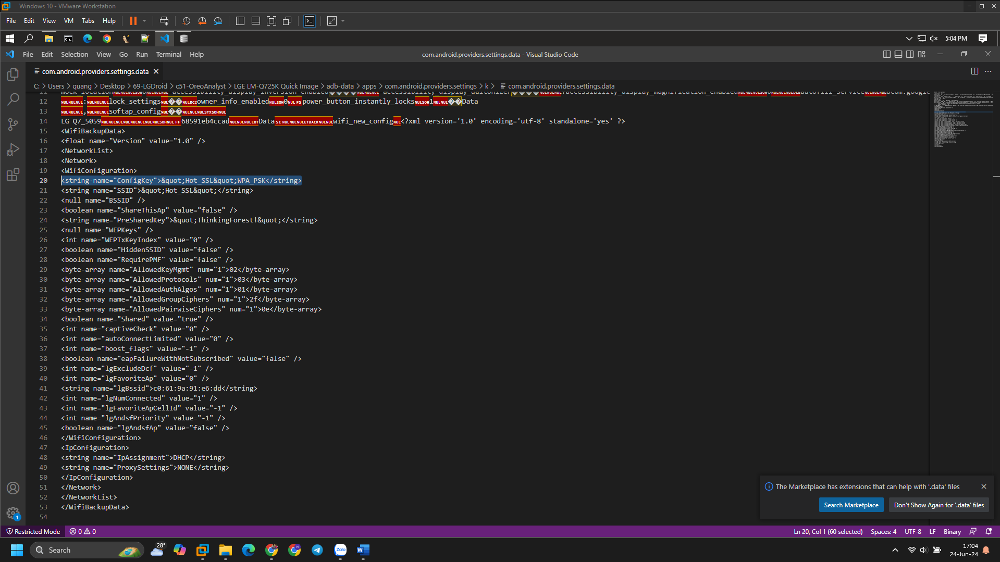 Windows 10 - VMware Workstation
File Edit View VM Tabs Help
5:04 PM
File Edit Selection View Go Run Terminal Help
com.android.providers.settings.data - Visual Studio Code
com.android.providers.settings.data
C: > Users > quang > Desktop > 69-LGDroid > c51-OreoAnalyst > LGE LM-Q725K Quick Image > adb-data > apps > com.android.providers.settings > k > com.android.providers.settings.data
12 NULNULNUL:NULNULNULlock_settingsNUL��NULDC2owner_info_enabledNULSOH0NULFSpower_button_instantly_locksNULSOH1NULNUL��Data
13 NULNULNUL,NULNULNULsoftap_configNUL��NULNULNULSTXSOHNUL
14 LG Q7_5059NULNULNULNULNULNULNULNULSOHNULFF68591eb4ccadNULNULNULEOTDataSINULNULNULETBACKNULNULwifi_new_configNUL<?xml version='1.0' encoding='utf-8' standalone='yes' ?>
15 <WifiBackupData>
16 <float name="Version" value="1.0" />
17 <NetworkList>
18 <Network>
19 <WifiConfiguration>
20 <string name="ConfigKey">&quot;Hot_SSL&quot;WPA_PSK</string>
21 <string name="SSID">&quot;Hot_SSL&quot;</string>
22 <null name="BSSID" />
23 <boolean name="ShareThisAp" value="false" />
24 <string name="PreSharedKey">&quot;ThinkingForest!&quot;</string>
25 <null name="WEPKeys" />
26 <int name="WEPTxKeyIndex" value="0" />
27 <boolean name="HiddenSSID" value="false" />
28 <boolean name="RequirePMF" value="false" />
29 <byte-array name="AllowedKeyMgmt" num="1">02</byte-array>
30 <byte-array name="AllowedProtocols" num="1">03</byte-array>
31 <byte-array name="AllowedAuthAlgos" num="1">01</byte-array>
32 <byte-array name="AllowedGroupCiphers" num="1">2f</byte-array>
33 <byte-array name="AllowedPairwiseCiphers" num="1">0e</byte-array>
34 <boolean name="Shared" value="true" />
35 <int name="captiveCheck" value="0" />
36 <int name="autoConnectLimited" value="0" />
37 <int name="boost_flags" value="-1" />
38 <boolean name="eapFailureWithNotSubscribed" value="false" />
39 <int name="lgExcludeDcf" value="-1" />
40 <int name="lgFavoriteAp" value="0" />
41 <string name="lgBssid">c0:61:9a:91:e6:dd</string>
42 <int name="lgNumConnected" value="1" />
43 <int name="lgFavoriteApCellId" value="-1" />
44 <int name="lgAndsfPriority" value="-1" />
45 <boolean name="lgAndsfAp" value="false" />
46 </WifiConfiguration>
47 <IpConfiguration>
48 <string name="IpAssignment">DHCP</string>
49 <string name="ProxySettings">NONE</string>
50 </IpConfiguration>
51 </Network>
52 </NetworkList>
53 </WifiBackupData>
54
The Marketplace has extensions that can help with '.data' files
Search Marketplace
Don't Show Again for '.data' files
1
Restricted Mode 0 0
Ln 20, Col 1 (60 selected) Spaces: 4 UTF-8 LF Binary
Search
28°
Zalo
17:04
24-Jun-24